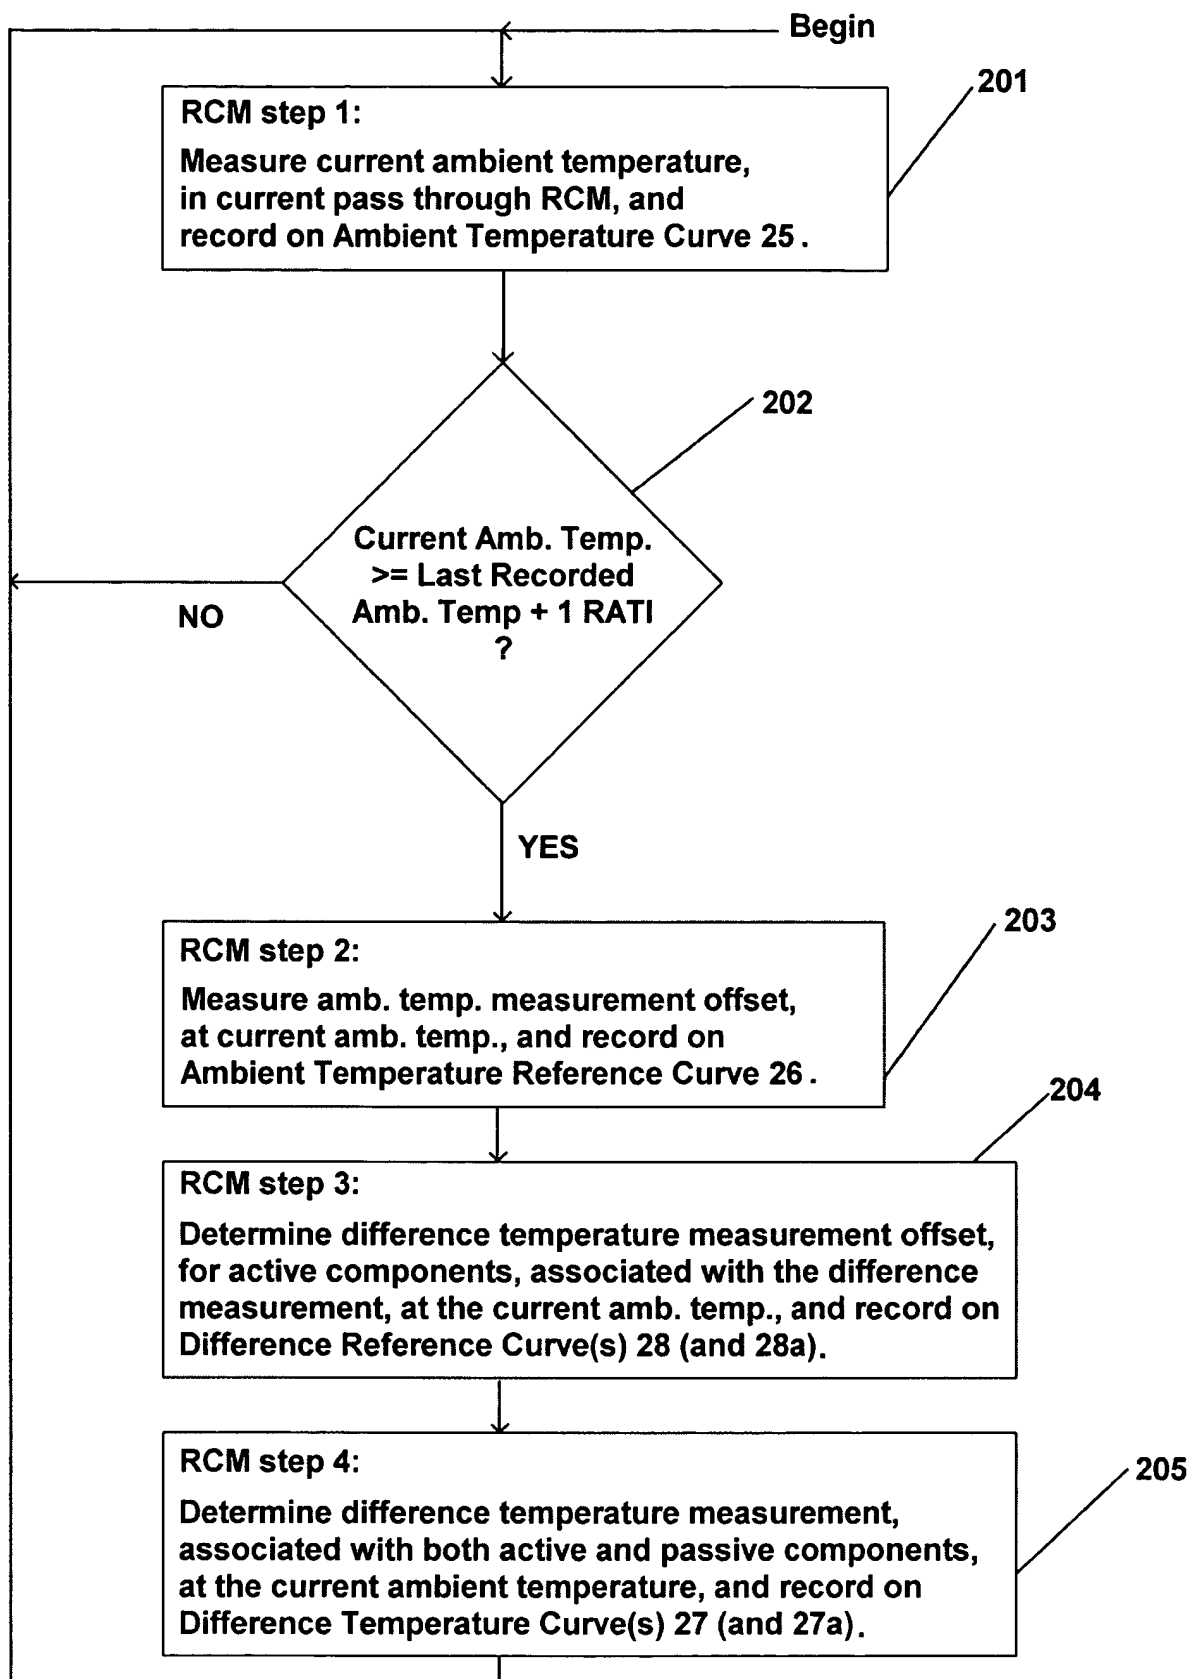 Begin
201
RCM step 1:
Measure current ambient temperature,
in current pass through RCM, and
record on Ambient Temperature Curve 25 .
202
Current Amb. Temp.
>= Last Recorded
Amb. Temp + 1 RATI
?
NO
YES
203
RCM step 2:
Measure amb. temp. measurement offset,
at current amb. temp., and record on
Ambient Temperature Reference Curve 26 .
204
RCM step 3:
Determine difference temperature measurement offset,
for active components, associated with the difference
measurement, at the current amb. temp., and record on
Difference Reference Curve(s) 28 (and 28a).
205
RCM step 4:
Determine difference temperature measurement,
associated with both active and passive components,
at the current ambient temperature, and record on
Difference Temperature Curve(s) 27 (and 27a).